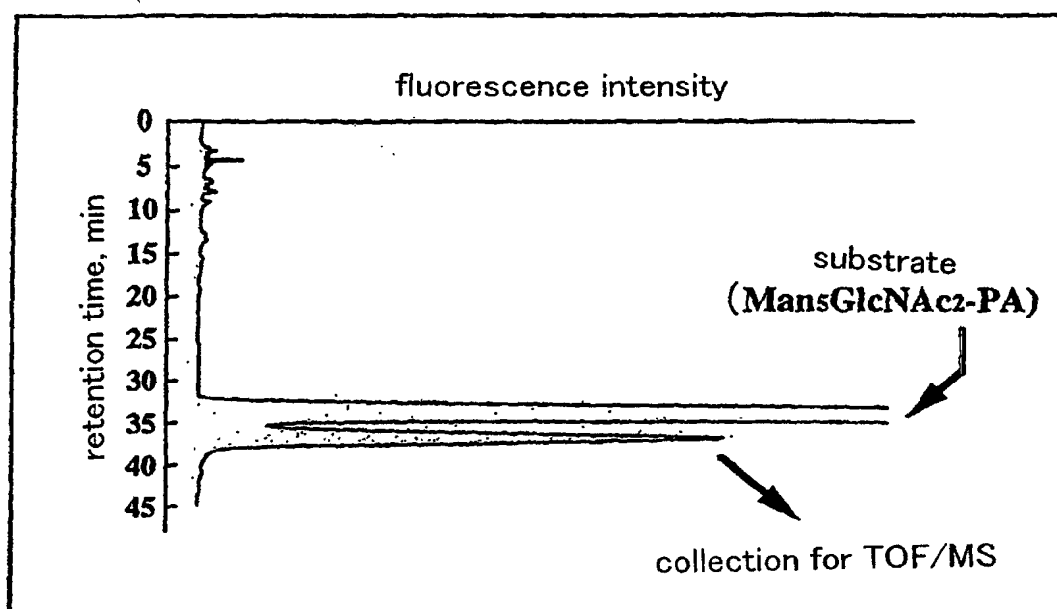 fluorescence intensity
0
5
10
15
20
25
30
35
40
45
retention time, min
substrate
(Man5GlcNAc2-PA)
collection for TOF/MS